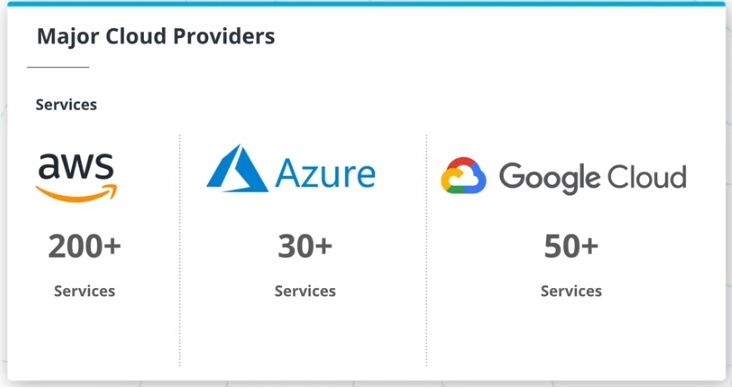 Major Cloud Providers
Services
aws
Azure
Google Cloud
200+
30+
50+
Services
Services
Services